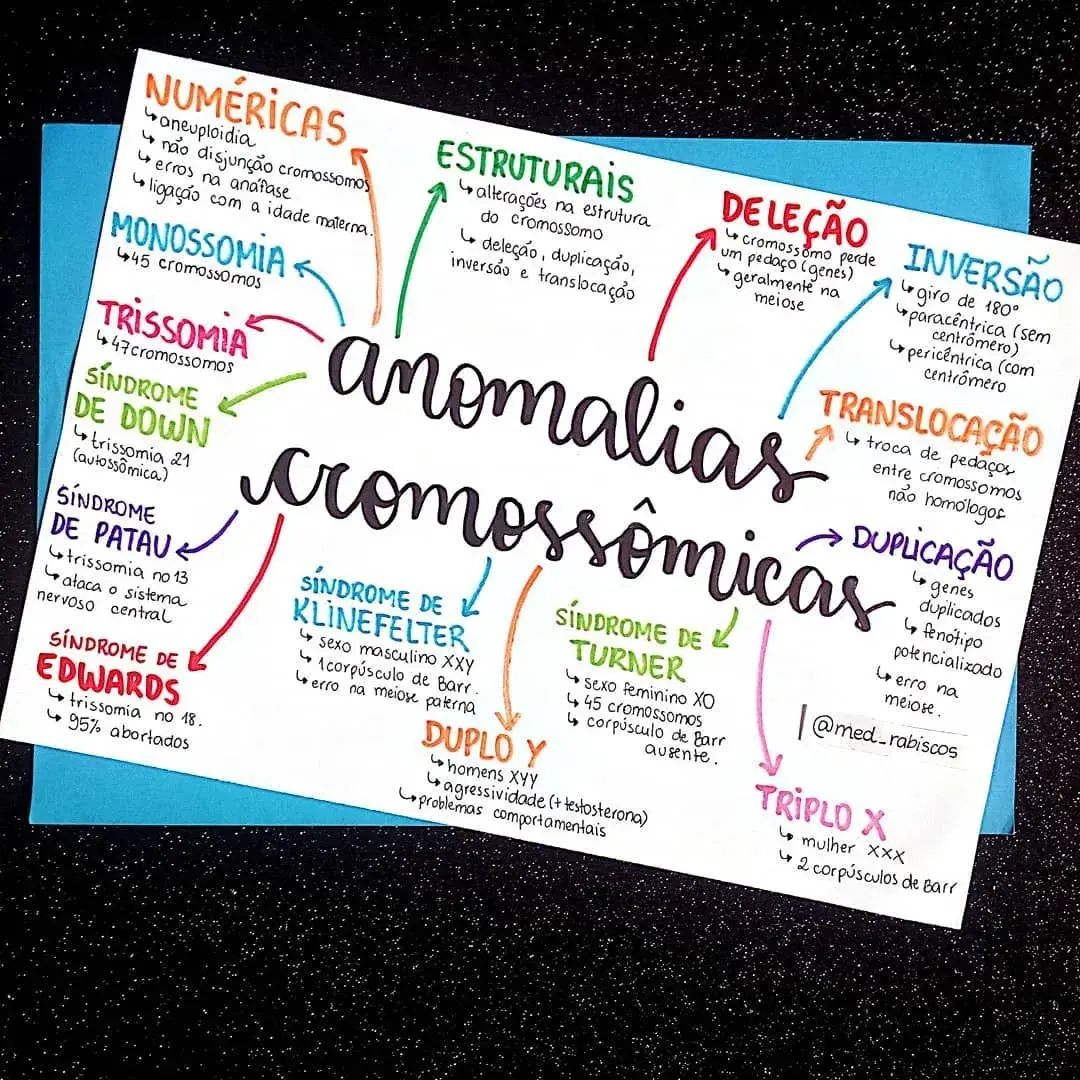 NUMÉRICAS
↳ aneuploidia
↳ não disjunção cromossomos
↳ erros na anáfase
↳ ligação com a idade materna.
MONOSSOMIA
↳ 45 cromossomos
TRISSOMIA
↳ 47 cromossomos
SÍNDROME
DE DOWN
↳ trissomia 21
(autossômica)
SÍNDROME
DE PATAU
↳ trissomia no 13
↳ ataca o sistema
nervoso central
SÍNDROME DE
EDWARDS
↳ trissomia no 18.
↳ 95% abortados
ESTRUTURAIS
↳ alterações na estrutura
do cromossomo
↳ deleção, duplicação,
inversão e translocação
DELEÇÃO
↳ cromossomo perde
um pedaço (genes)
↳ geralmente na
meiose
INVERSÃO
↳ giro de 180°
↳ paracêntrica (sem
centrômero)
↳ pericêntrica (com
centrômero
anomalias
cromossômicas
TRANSLOCAÇÃO
↳ troca de pedaços
entre cromossomos
não homólogos
DUPLICAÇÃO
↳ genes
duplicados
↳ fenótipo
potencializado
↳ erro na
meiose.
SÍNDROME DE
KLINEFELTER
↳ sexo masculino XXY
↳ 1 corpúsculo de Barr.
↳ erro na meiose paterna
DUPLO Y
↳ homens XYY
↳ agressividade (+ testosterona)
↳ problemas comportamentais
SÍNDROME DE
TURNER
↳ sexo feminino XO
↳ 45 cromossomos
↳ corpúsculo de Barr
ausente.
TRIPLO X
↳ mulher XXX
↳ 2 corpúsculos de Barr
| @med_rabiscos